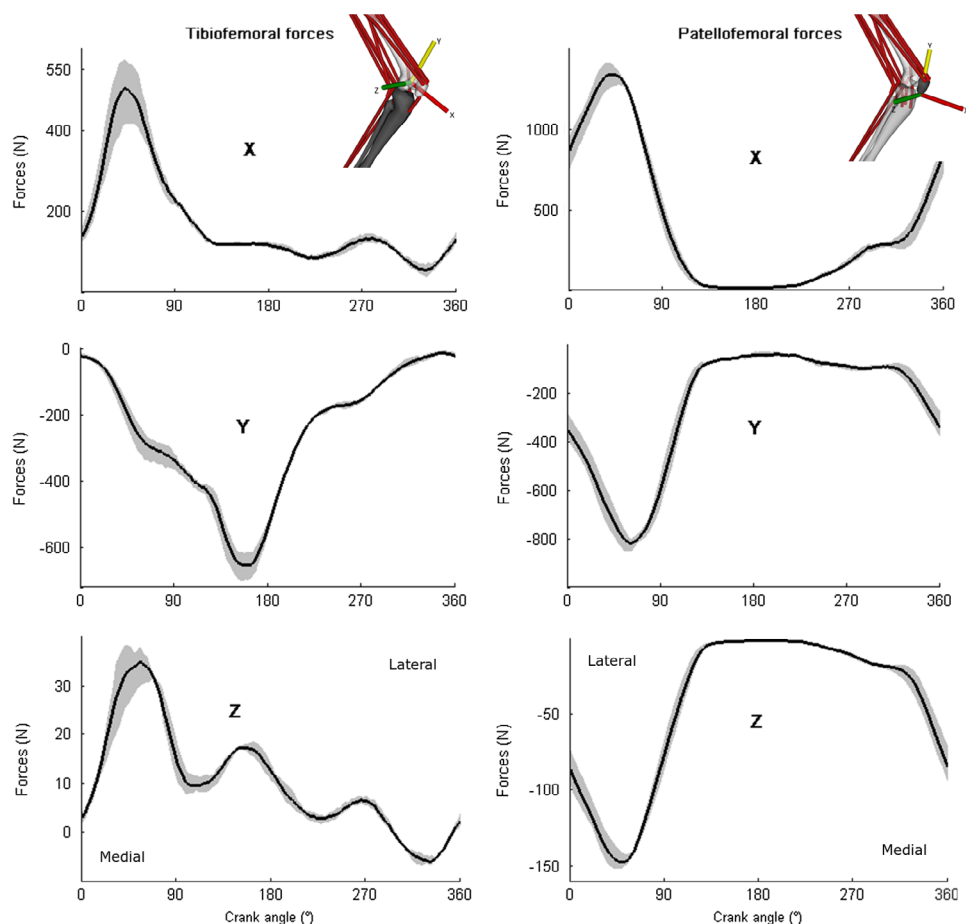 Tibiofemoral forces
Y
Z
X
550
400
200
Forces (N)
X
0 90 180 270 360
Patellofemoral forces
Y
Z
X
1000
500
Forces (N)
X
0 90 180 270 360
0
-200
-400
-600
Forces (N)
Y
0 90 180 270 360
-200
-400
-600
-800
Forces (N)
Y
0 90 180 270 360
30
20
10
0
Forces (N)
Lateral
Z
Medial
0 90 180 270 360
Crank angle (º)
-50
-100
-150
Forces (N)
Lateral
Z
Medial
0 90 180 270 360
Crank angle (º)